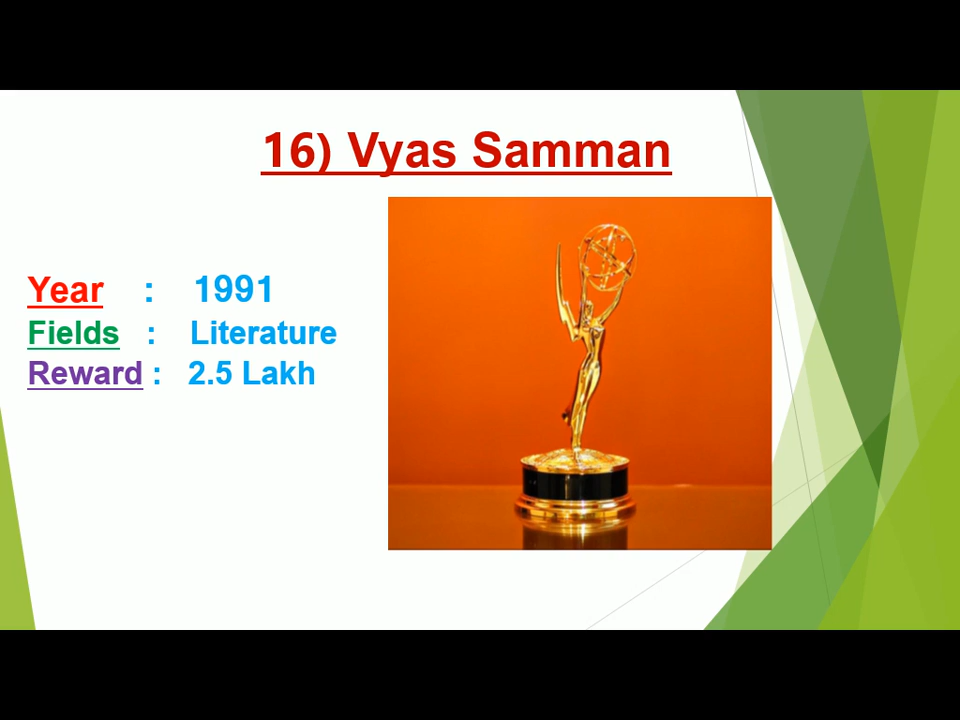 16) Vyas Samman
Year : 1991
Fields : Literature
Reward : 2.5 Lakh